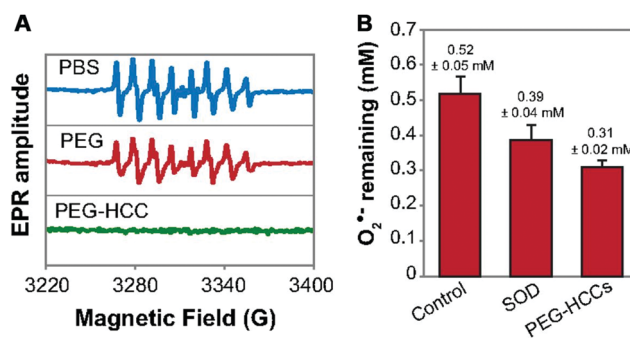 A
PBS
PEG
PEG-HCC
EPR amplitude
3220
3280
3340
3400
Magnetic Field (G)
B
O2•- remaining (mM)
0.7
0.6
0.5
0.4
0.3
0.2
0.1
0
0.52
± 0.05 mM
0.39
± 0.04 mM
0.31
± 0.02 mM
Control
SOD
PEG-HCCs